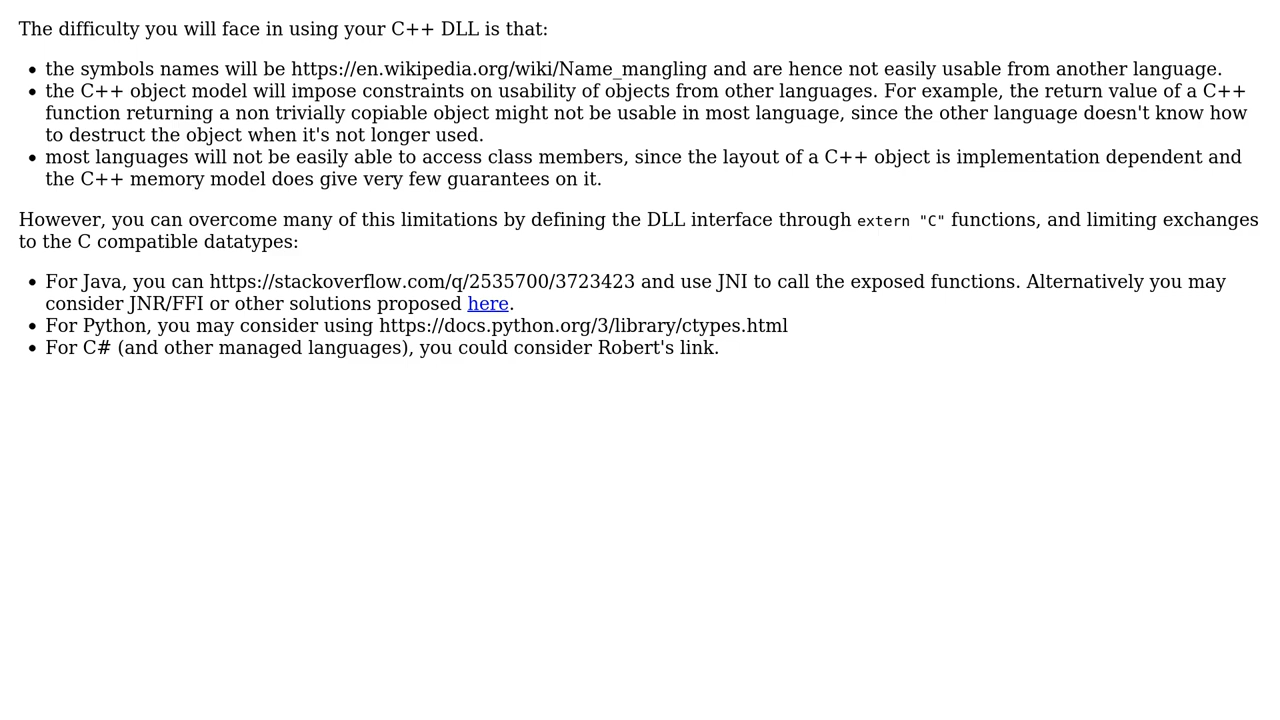 The difficulty you will face in using your C++ DLL is that:
• the symbols names will be https://en.wikipedia.org/wiki/Name_mangling and are hence not easily usable from another language.
• the C++ object model will impose constraints on usability of objects from other languages. For example, the return value of a C++
function returning a non trivially copiable object might not be usable in most language, since the other language doesn't know how
to destruct the object when it's not longer used.
• most languages will not be easily able to access class members, since the layout of a C++ object is implementation dependent and
the C++ memory model does give very few guarantees on it.
However, you can overcome many of this limitations by defining the DLL interface through extern "C" functions, and limiting exchanges
to the C compatible datatypes:
• For Java, you can https://stackoverflow.com/q/2535700/3723423 and use JNI to call the exposed functions. Alternatively you may
consider JNR/FFI or other solutions proposed here.
• For Python, you may consider using https://docs.python.org/3/library/ctypes.html
• For C# (and other managed languages), you could consider Robert's link.